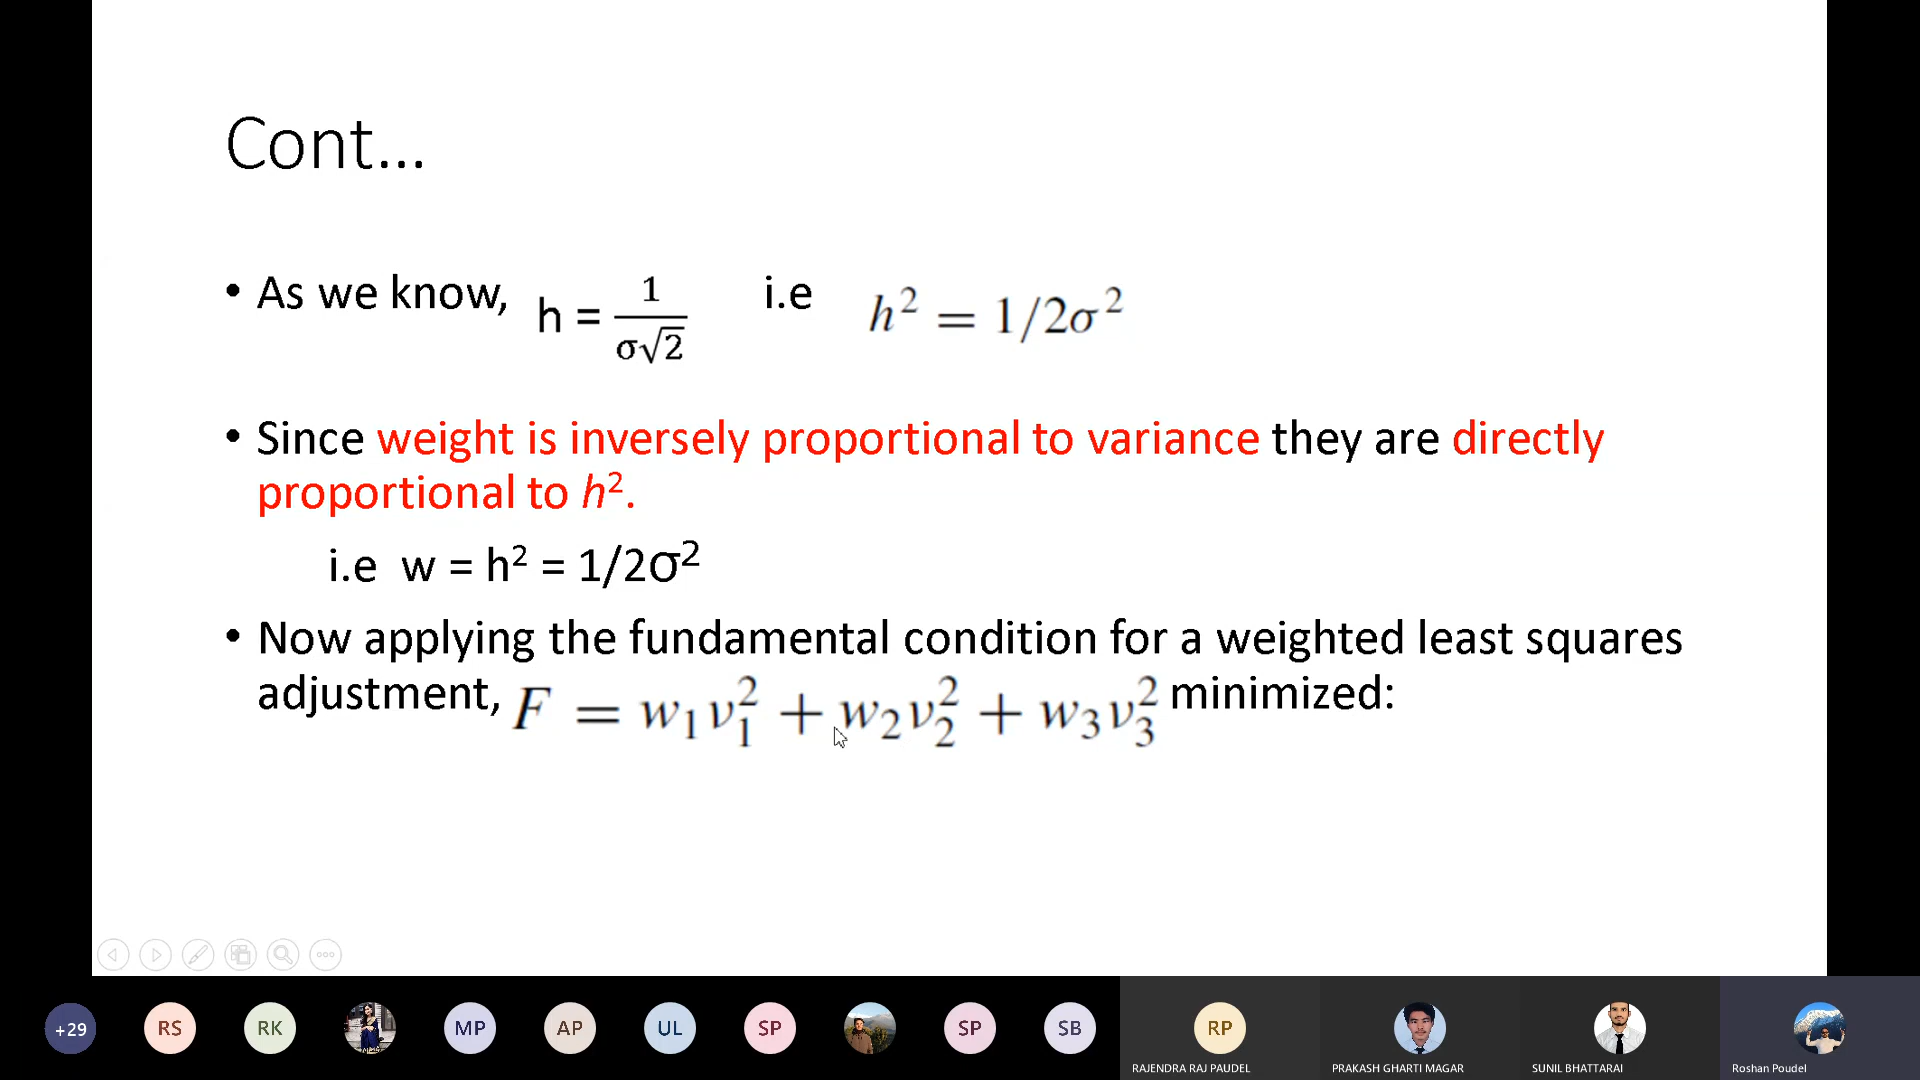 Cont...
• As we know, h = 1/σ√2 i.e h² = 1/2σ²
• Since weight is inversely proportional to variance they are directly
proportional to h².
i.e w = h² = 1/2σ²
• Now applying the fundamental condition for a weighted least squares
adjustment, F = w₁v₁² + w₂v₂² + w₃v₃² minimized:
+29 RS RK MP AP UL SP SP SB RP
RAJENDRA RAJ PAUDEL PRAKASH GHARTI MAGAR SUNIL BHATTARAI Roshan Poudel